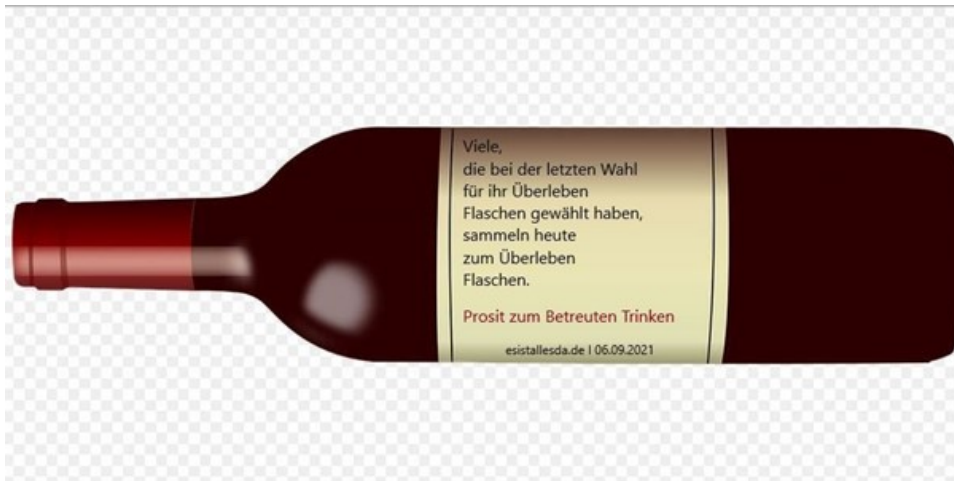 Viele,
die bei der letzten Wahl
für ihr Überleben
Flaschen gewählt haben,
sammeln heute
zum Überleben
Flaschen.
Prosit zum Betreuten Trinken
esistallesda.de I 06.09.2021